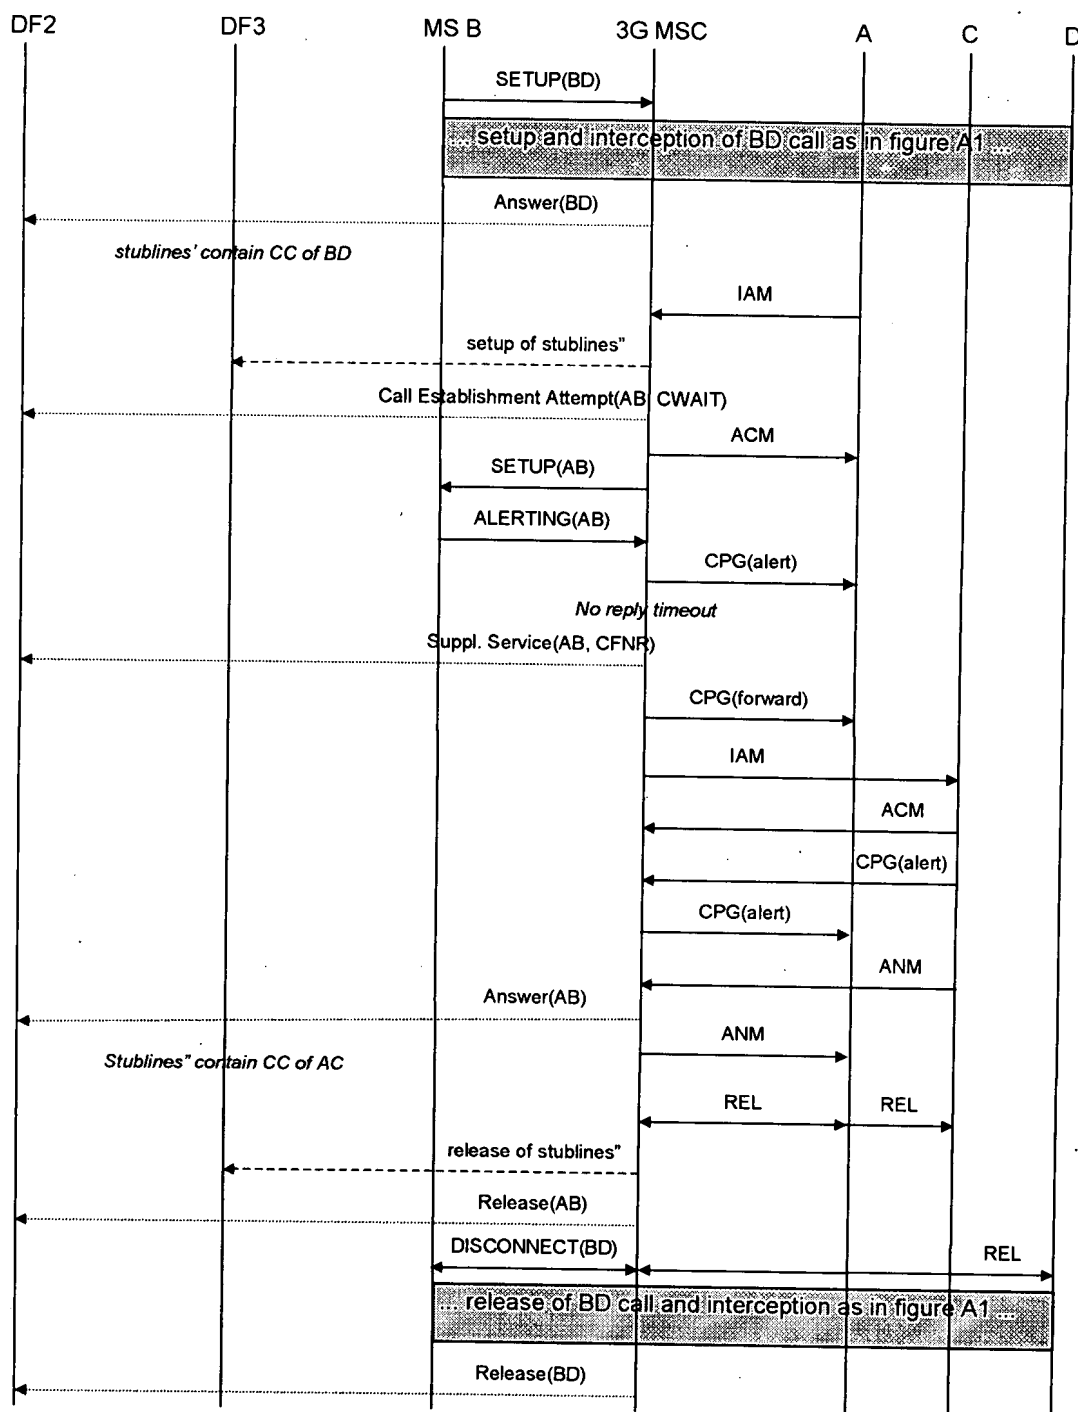 DF2 DF3 MS B 3G MSC A C D
SETUP(BD)
... setup and interception of BD call as in figure A1 ...
Answer(BD)
stublines' contain CC of BD
IAM
setup of stublines"
Call Establishment Attempt(AB, CWAIT)
ACM
SETUP(AB)
ALERTING(AB)
CPG(alert)
No reply timeout
Suppl. Service(AB, CFNR)
CPG(forward)
IAM
ACM
CPG(alert)
CPG(alert)
ANM
Answer(AB)
ANM
Stublines" contain CC of AC
REL REL
release of stublines"
Release(AB)
DISCONNECT(BD) REL
... release of BD call and interception as in figure A1 ...
Release(BD)